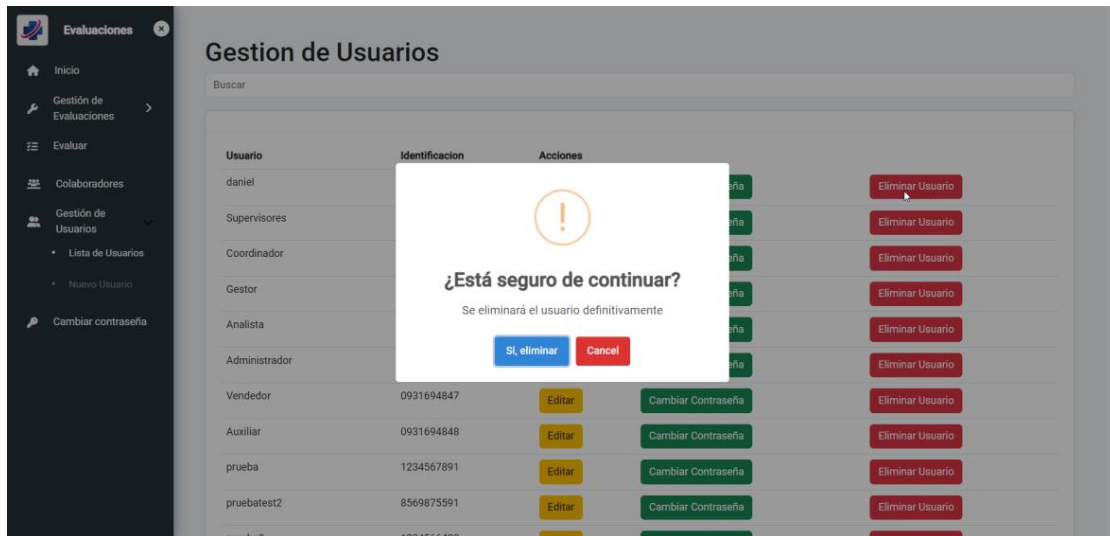 Evaluaciones
Inicio
Gestión de
Evaluaciones
Evaluar
Colaboradores
Gestión de
Usuarios
Lista de Usuarios
Nuevo Usuario
Cambiar contraseña
Gestion de Usuarios
Buscar
Usuario Identificacion Acciones
daniel Eliminar Usuario
Supervisores Eliminar Usuario
Coordinador Eliminar Usuario
Gestor Eliminar Usuario
Analista Eliminar Usuario
Administrador Eliminar Usuario
¿Está seguro de continuar?
Se eliminará el usuario definitivamente
Si, eliminar Cancel
Vendedor 0931694847 Editar Cambiar Contraseña Eliminar Usuario
Auxiliar 0931694848 Editar Cambiar Contraseña Eliminar Usuario
prueba 1234567891 Editar Cambiar Contraseña Eliminar Usuario
pruebatest2 8569875591 Editar Cambiar Contraseña Eliminar Usuario